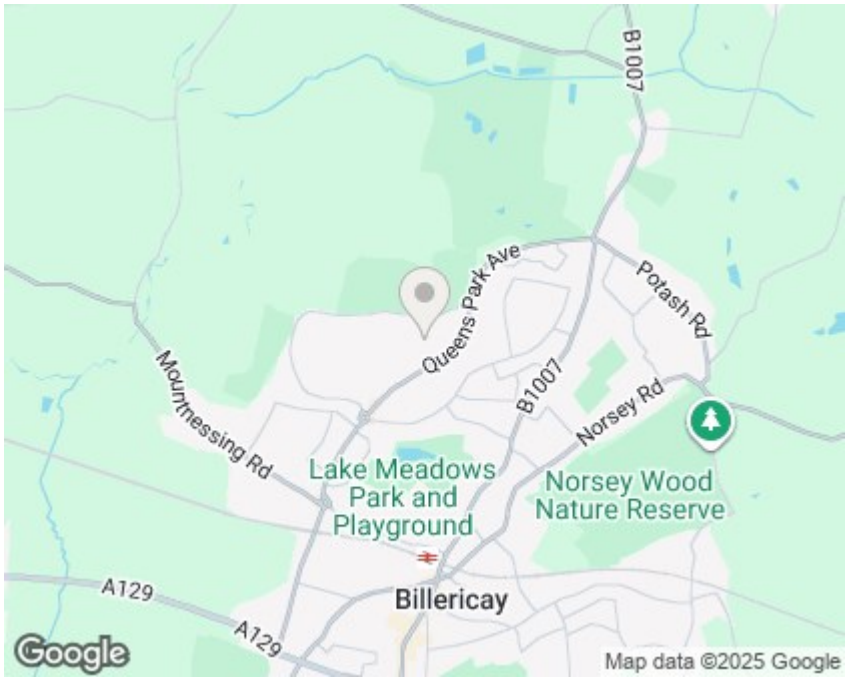 B1007
Queens Park Ave
Potash Rd
Mountnessing Rd
B1007
Norsey Rd
Lake Meadows
Park and
Playground
Norsey Wood
Nature Reserve
A129
Billericay
A129
Google
Map data ©2025 Google